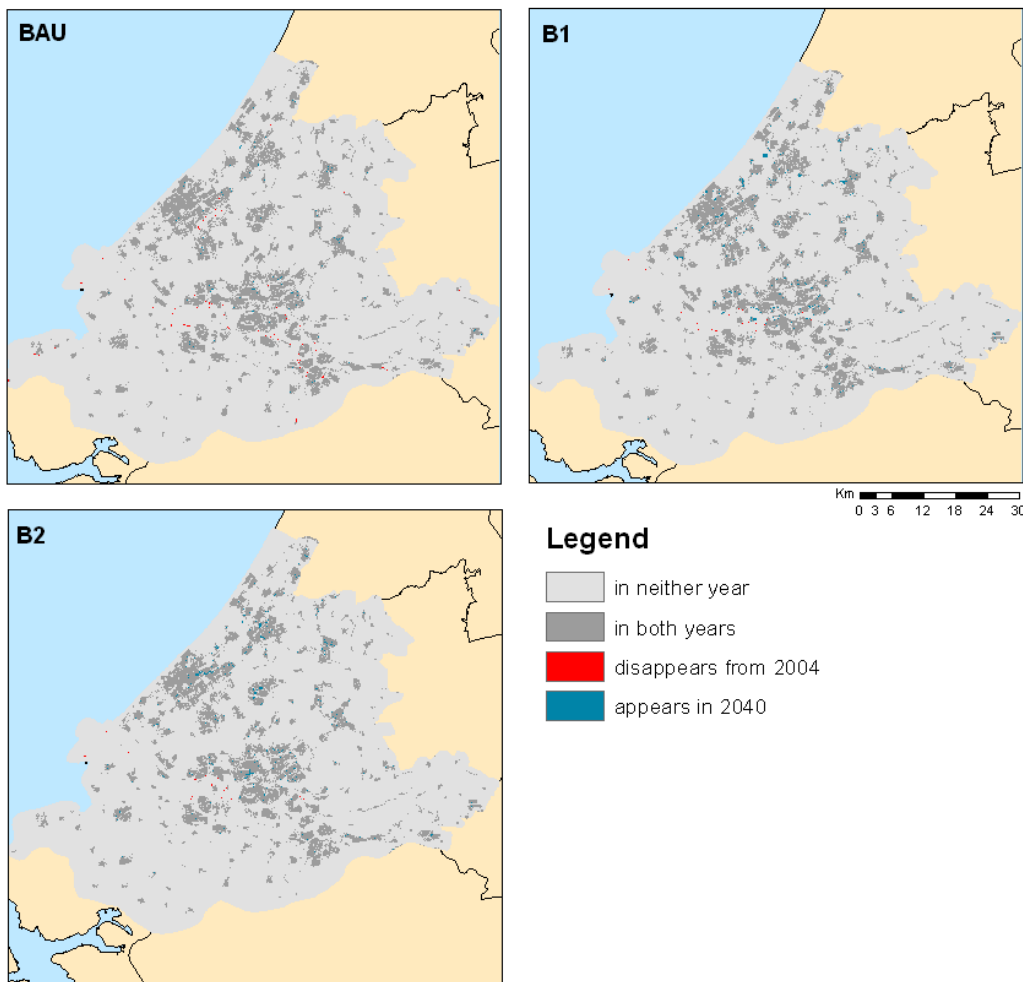 BAU
B1
Km
0 3 6 12 18 24 30
B2
Legend
in neither year
in both years
disappears from 2004
appears in 2040